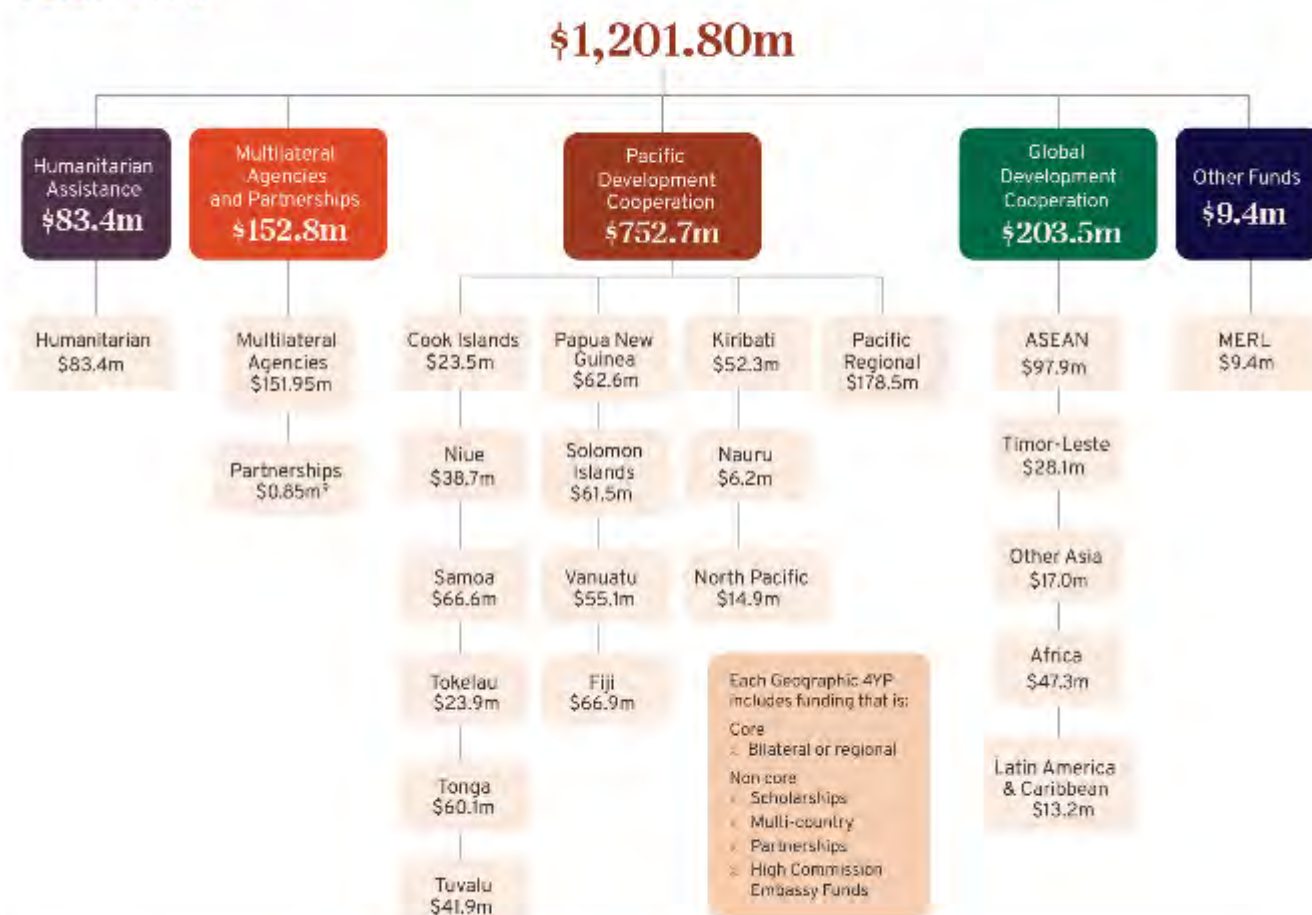 $1,201.80m
Humanitarian
Assistance
$83.4m
Multilateral
Agencies
and Partnerships
$152.8m
Pacific
Development
Cooperation
$752.7m
Global
Development
Cooperation
$203.5m
Other Funds
$9.4m
Humanitarian
$83.4m
Multilateral
Agencies
$151.95m
Partnerships
$0.85m⁵
Cook Islands
$23.5m
Niue
$38.7m
Samoa
$66.6m
Tokelau
$23.9m
Tonga
$60.1m
Tuvalu
$41.9m
Papua New
Guinea
$62.6m
Solomon
Islands
$61.5m
Vanuatu
$55.1m
Fiji
$66.9m
Kiribati
$52.3m
Nauru
$6.2m
North Pacific
$14.9m
Pacific
Regional
$178.5m
Each Geographic 4YP
includes funding that is:
Core
Bilateral or regional
Non core
Scholarships
Multi-country
Partnerships
High Commission
Embassy Funds
ASEAN
$97.9m
Timor-Leste
$28.1m
Other Asia
$17.0m
Africa
$47.3m
Latin America
& Caribbean
$13.2m
MERL
$9.4m